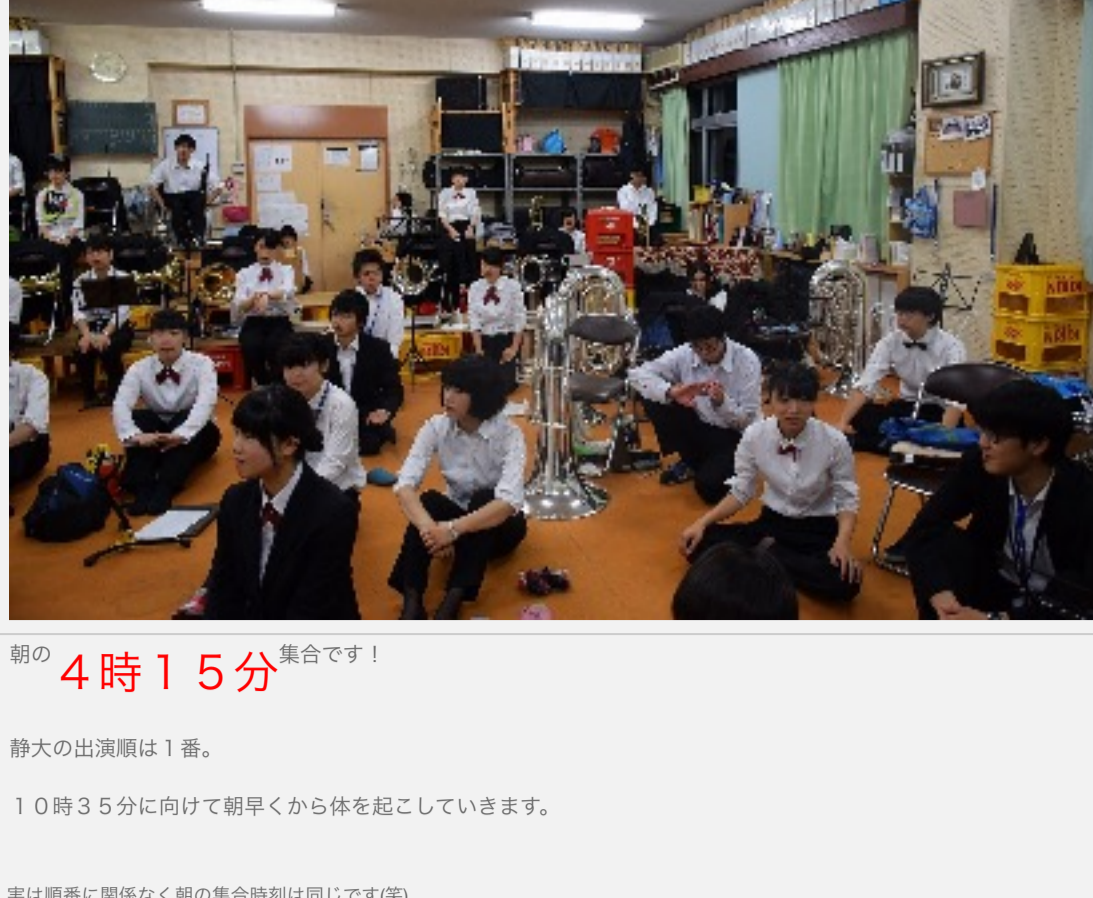 KIRIN
KIRIN
KIRIN
朝の４時１５分集合です！
静大の出演順は１番。
１０時３５分に向けて朝早くから体を起こしていきます。
実は順番に関係なく朝の集合時刻は同じです(笑)